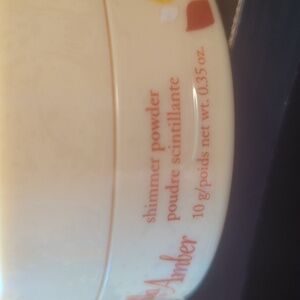 shimmer powder
poudre scintillante
10 g/poids net wt. 0.35 oz.
Amber